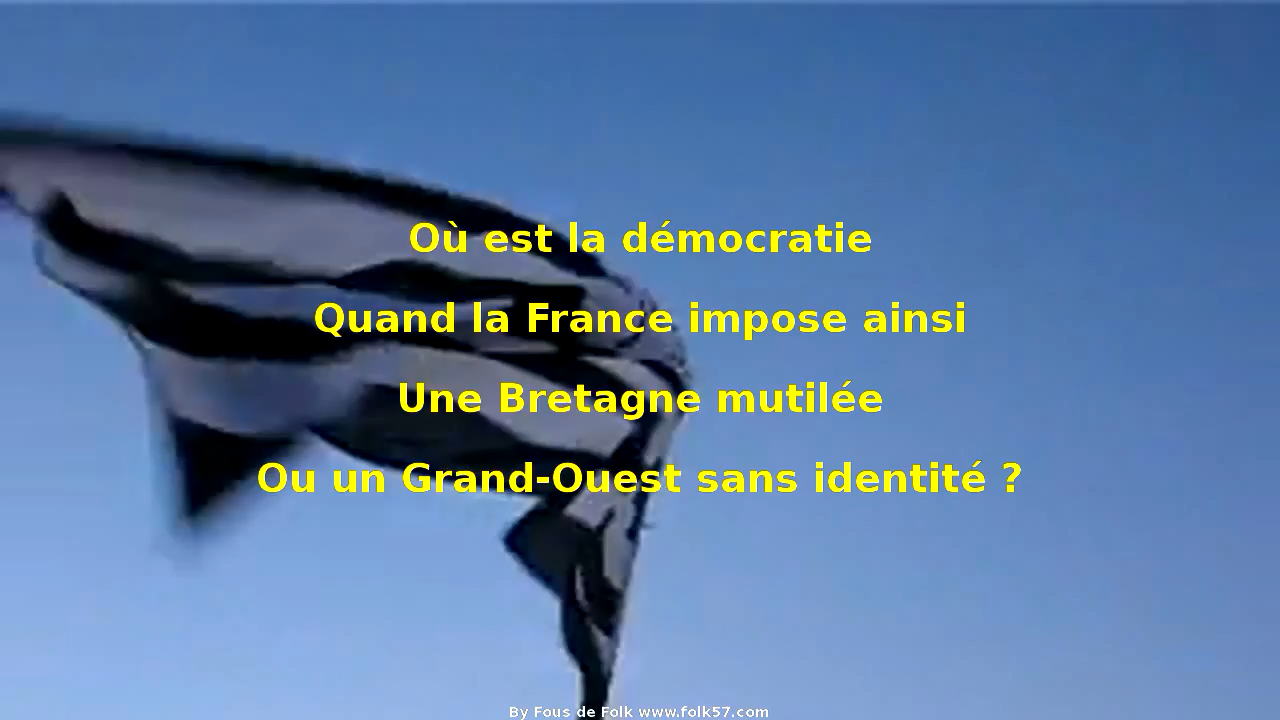 Où est la démocratie
Quand la France impose ainsi
Une Bretagne mutilée
Ou un Grand-Ouest sans identité ?
By Fous de Folk www.folk57.com